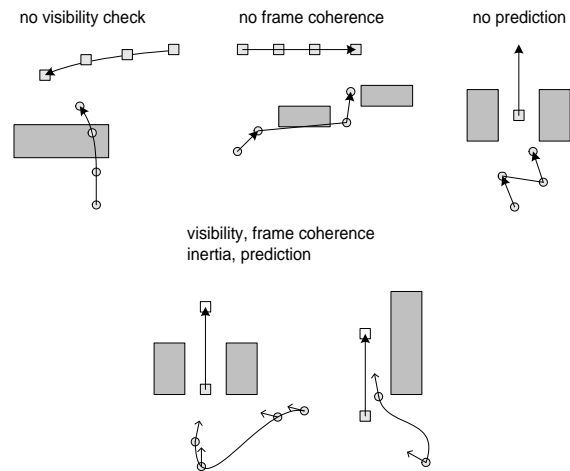 no visibility check
no frame coherence
no prediction
visibility, frame coherence
inertia, prediction